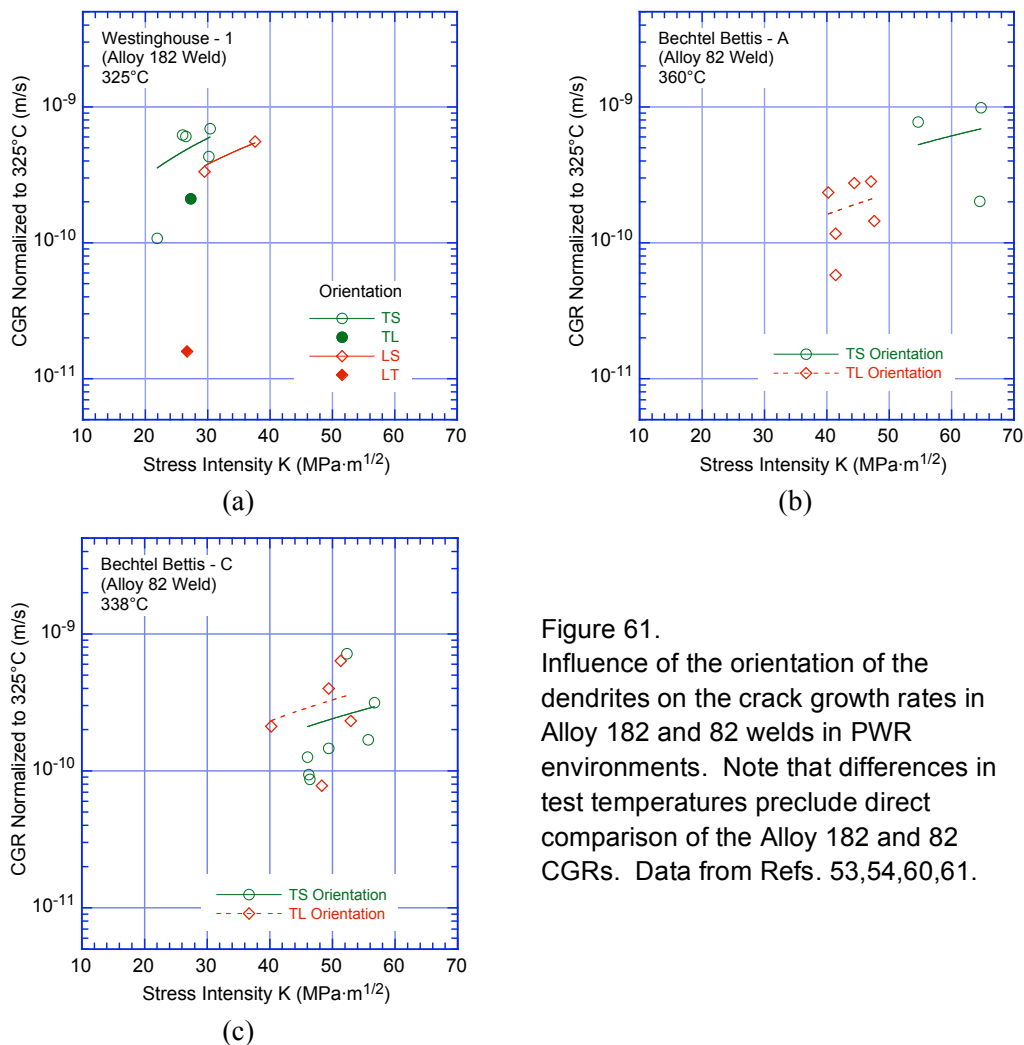 Westinghouse - 1
(Alloy 182 Weld)
325°C
CGR Normalized to 325°C (m/s)
10-9
10-10
10-11
Orientation
TS
TL
LS
LT
10 20 30 40 50 60 70
Stress Intensity K (MPa·m1/2)
(a)
Bechtel Bettis - A
(Alloy 82 Weld)
360°C
CGR Normalized to 325°C (m/s)
10-9
10-10
10-11
TS Orientation
TL Orientation
10 20 30 40 50 60 70
Stress Intensity K (MPa·m1/2)
(b)
Bechtel Bettis - C
(Alloy 82 Weld)
338°C
CGR Normalized to 325°C (m/s)
10-9
10-10
10-11
TS Orientation
TL Orientation
10 20 30 40 50 60 70
Stress Intensity K (MPa·m1/2)
(c)
Figure 61.
Influence of the orientation of the
dendrites on the crack growth rates in
Alloy 182 and 82 welds in PWR
environments. Note that differences in
test temperatures preclude direct
comparison of the Alloy 182 and 82
CGRs. Data from Refs. 53,54,60,61.